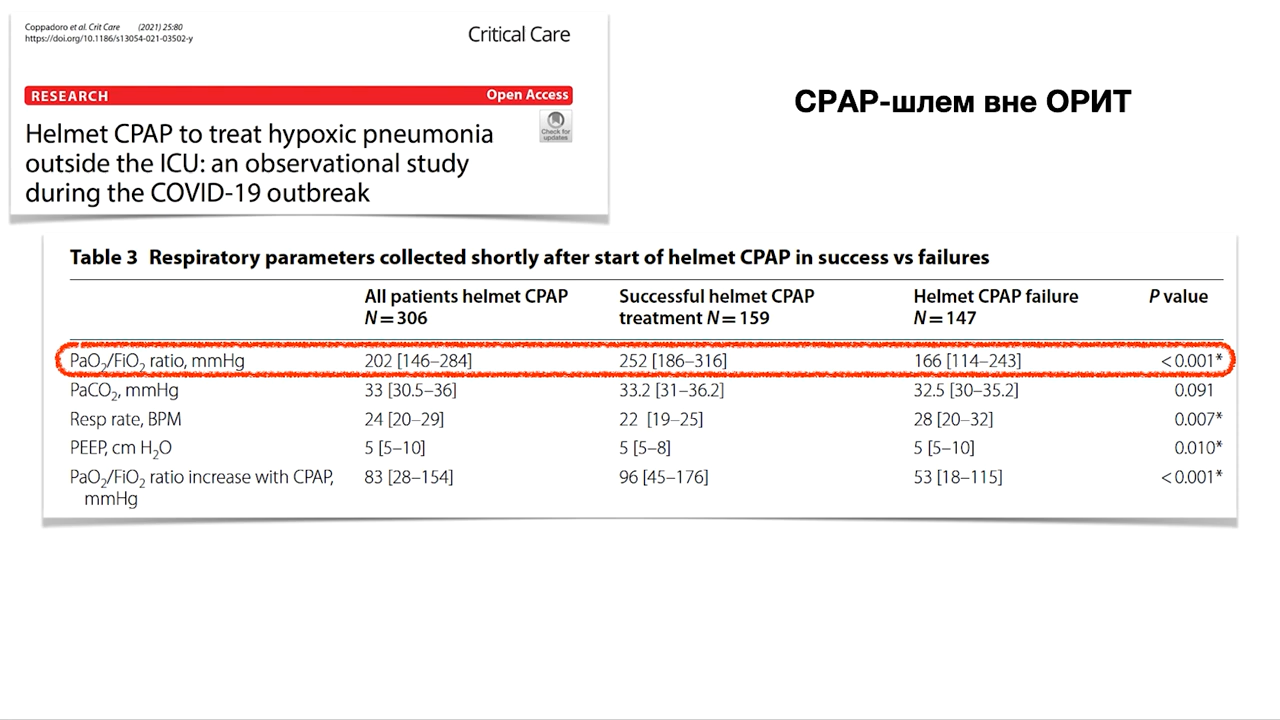 Coppadoro et al. Crit Care (2021) 25:80
https://doi.org/10.1186/s13054-021-03502-y
Critical Care
RESEARCH Open Access
Check for
updates
Helmet CPAP to treat hypoxic pneumonia
outside the ICU: an observational study
during the COVID-19 outbreak
CPAP-шлем вне ОРИТ
Table 3 Respiratory parameters collected shortly after start of helmet CPAP in success vs failures
All patients helmet CPAP Successful helmet CPAP Helmet CPAP failure P value
N = 306 treatment N = 159 N = 147
PaO2/FiO2 ratio, mmHg 202 [146–284] 252 [186–316] 166 [114–243] < 0.001*
PaCO2, mmHg 33 [30.5–36] 33.2 [31–36.2] 32.5 [30–35.2] 0.091
Resp rate, BPM 24 [20–29] 22 [19–25] 28 [20–32] 0.007*
PEEP, cm H2O 5 [5–10] 5 [5–8] 5 [5–10] 0.010*
PaO2/FiO2 ratio increase with CPAP, 83 [28–154] 96 [45–176] 53 [18–115] < 0.001*
mmHg